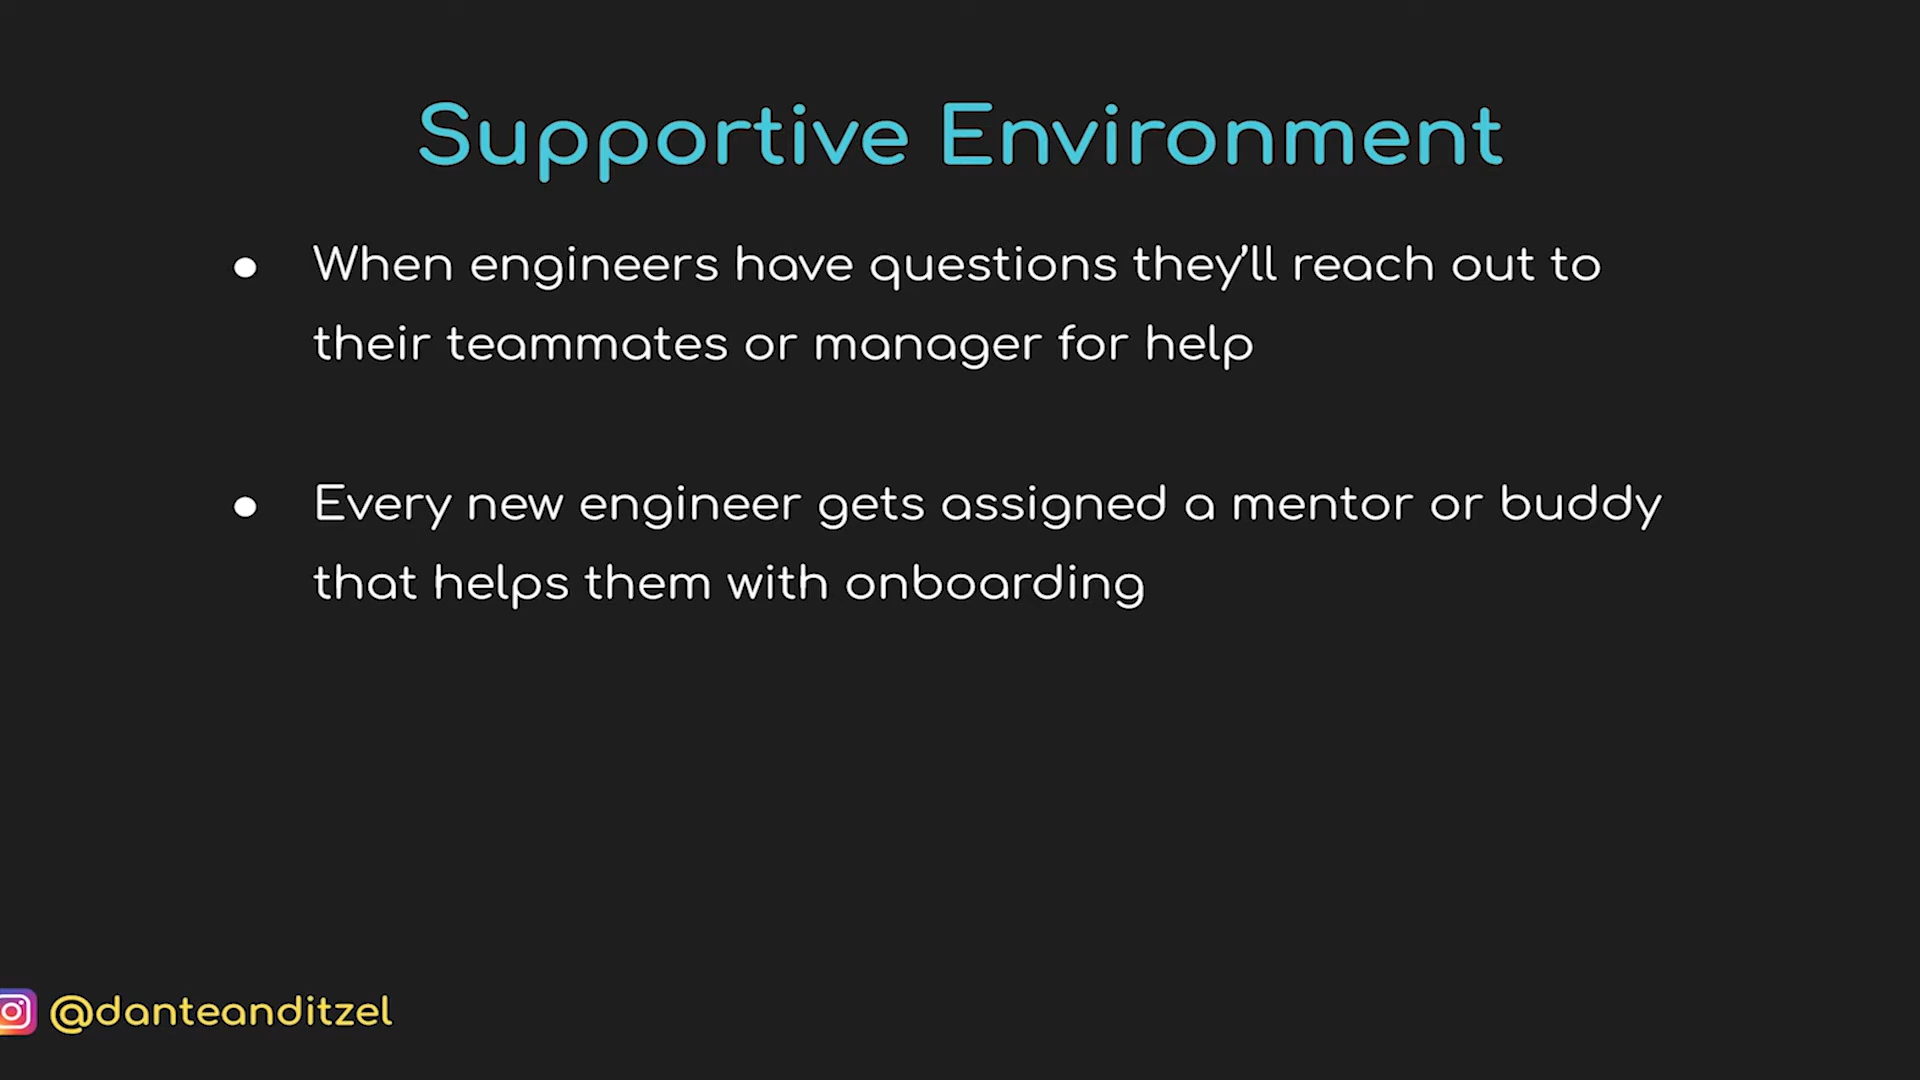 Supportive Environment
● When engineers have questions they’ll reach out to
their teammates or manager for help
● Every new engineer gets assigned a mentor or buddy
that helps them with onboarding
@danteanditzel